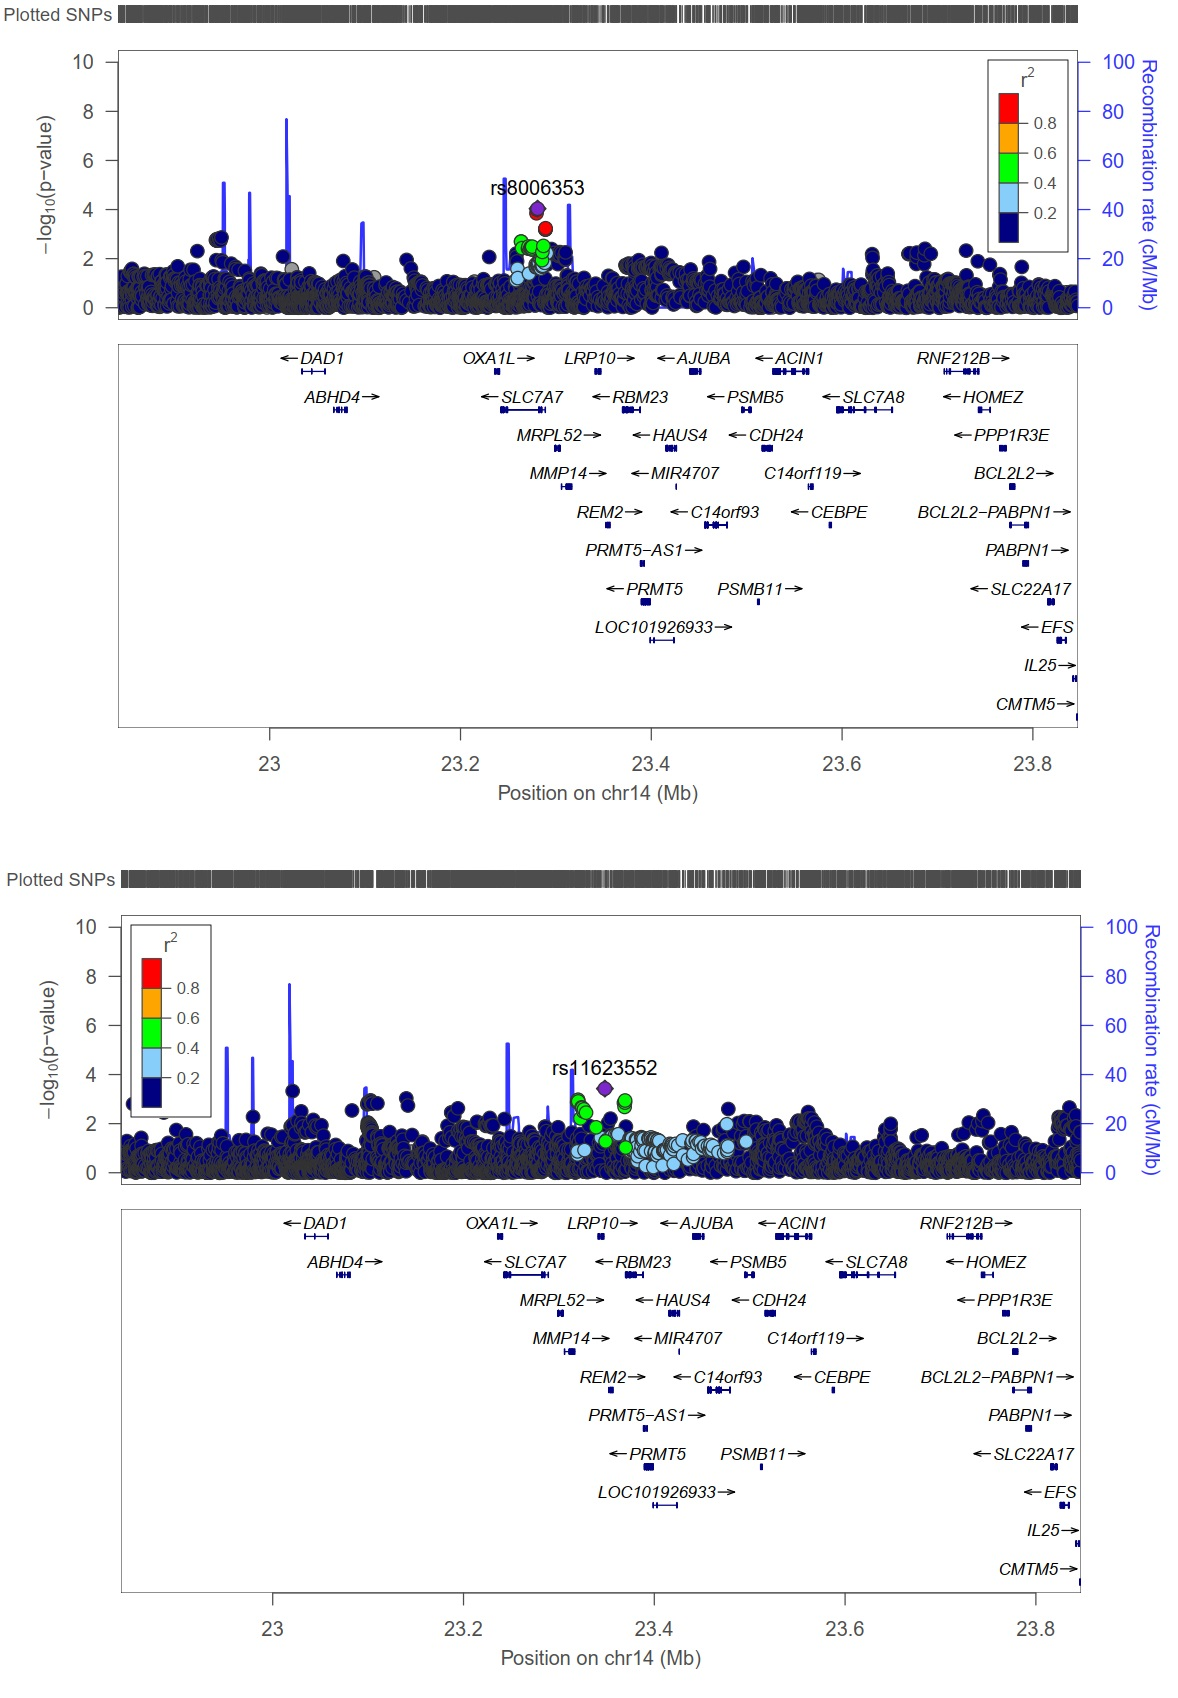 Plotted SNPs
10 100
8 80
6 60
4 40
2 20
0 0
−log10(p−value)
Recombination rate (cM/Mb)
r2
0.8
0.6
0.4
0.2
rs8006353
←DAD1 OXA1L→ LRP10→ ←AJUBA ←ACIN1 RNF212B→
ABHD4→ ←SLC7A7 ←RBM23 ←PSMB5 ←SLC7A8 ←HOMEZ
MRPL52→ ←HAUS4 ←CDH24 ←PPP1R3E
MMP14→ ←MIR4707 C14orf119→ BCL2L2→
REM2→ ←C14orf93 ←CEBPE BCL2L2−PABPN1→
PRMT5−AS1→ PABPN1→
←PRMT5 PSMB11→ ←SLC22A17
LOC101926933→ ←EFS
IL25→
CMTM5→
23 23.2 23.4 23.6 23.8
Position on chr14 (Mb)
Plotted SNPs
10 100
8 80
6 60
4 40
2 20
0 0
−log10(p−value)
Recombination rate (cM/Mb)
r2
0.8
0.6
0.4
0.2
rs11623552
←DAD1 OXA1L→ LRP10→ ←AJUBA ←ACIN1 RNF212B→
ABHD4→ ←SLC7A7 ←RBM23 ←PSMB5 ←SLC7A8 ←HOMEZ
MRPL52→ ←HAUS4 ←CDH24 ←PPP1R3E
MMP14→ ←MIR4707 C14orf119→ BCL2L2→
REM2→ ←C14orf93 ←CEBPE BCL2L2−PABPN1→
PRMT5−AS1→ PABPN1→
←PRMT5 PSMB11→ ←SLC22A17
LOC101926933→ ←EFS
IL25→
CMTM5→
23 23.2 23.4 23.6 23.8
Position on chr14 (Mb)